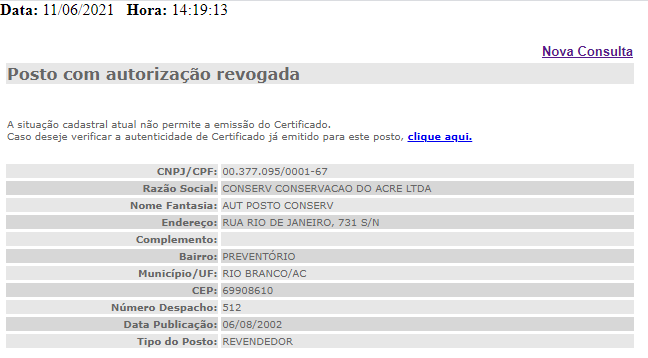 Data: 11/06/2021 Hora: 14:19:13
Nova Consulta
Posto com autorização revogada
A situação cadastral atual não permite a emissão do Certificado.
Caso deseje verificar a autenticidade de Certificado já emitido para este posto, clique aqui.
CNPJ/CPF: 00.377.095/0001-67
Razão Social: CONSERV CONSERVACAO DO ACRE LTDA
Nome Fantasia: AUT POSTO CONSERV
Endereço: RUA RIO DE JANEIRO, 731 S/N
Complemento:
Bairro: PREVENTÓRIO
Município/UF: RIO BRANCO/AC
CEP: 69908610
Número Despacho: 512
Data Publicação: 06/08/2002
Tipo do Posto: REVENDEDOR